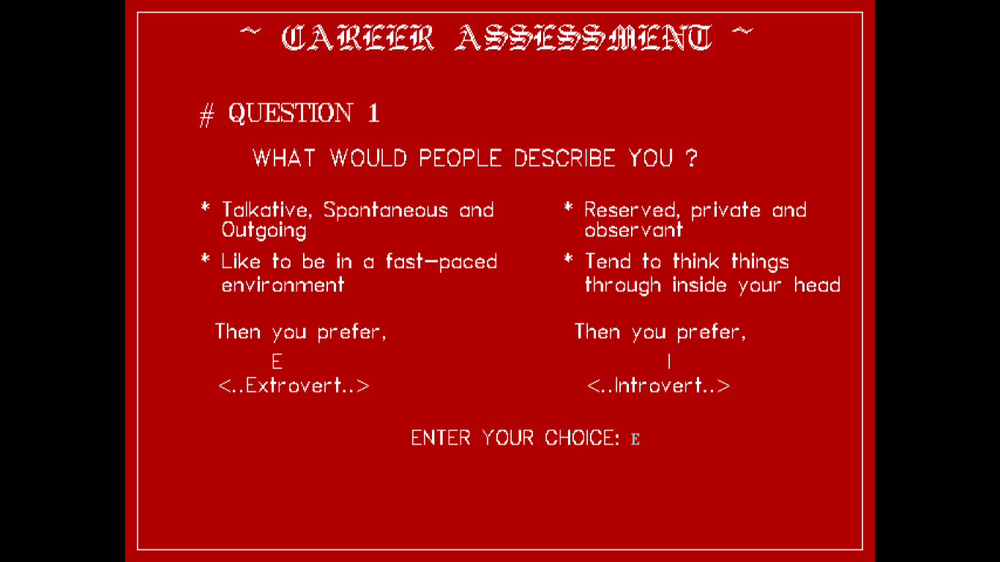 ~ CAREER ASSESSMENT ~
# QUESTION 1
WHAT WOULD PEOPLE DESCRIBE YOU ?
* Talkative, Spontaneous and
Outgoing
* Like to be in a fast-paced
environment
Then you prefer,
E
<..Extrovert..>
* Reserved, private and
observant
* Tend to think things
through inside your head
Then you prefer,
I
<..Introvert..>
ENTER YOUR CHOICE: E